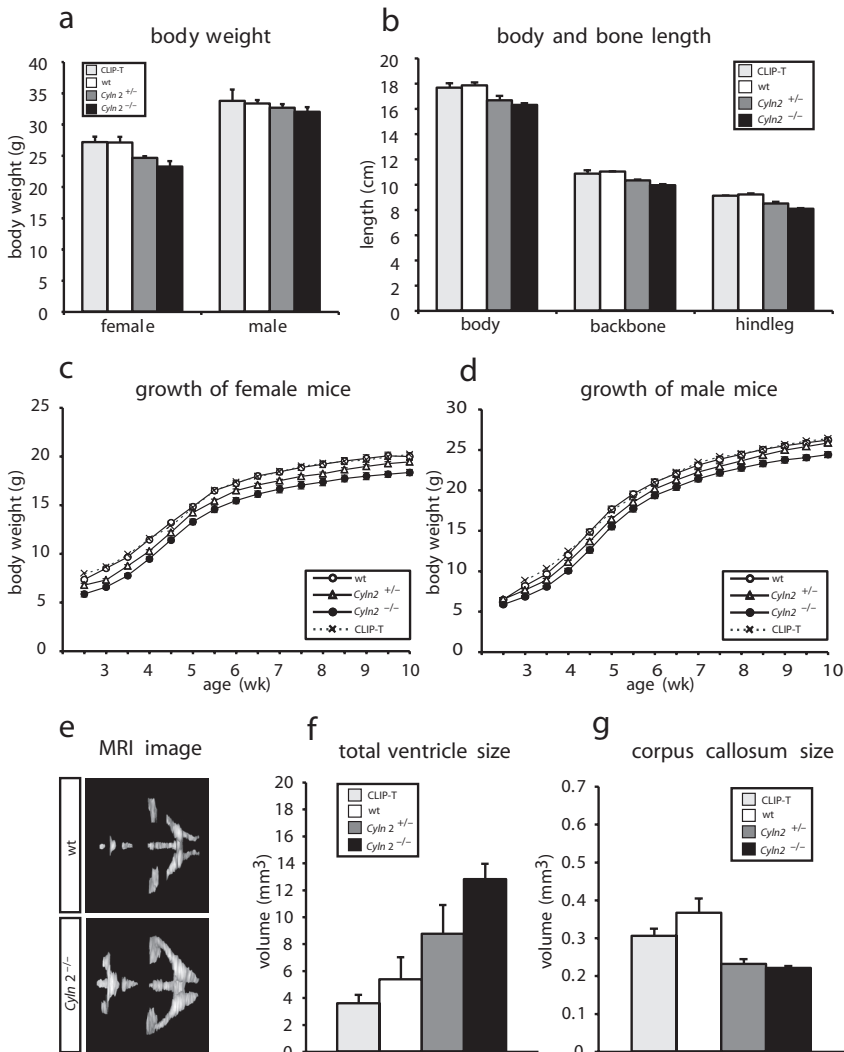 a
body weight
body weight (g)
40
35
30
25
20
15
10
5
0
CLIP-T
wt
Cyln 2 +/–
Cyln 2 –/–
female
male
b
body and bone length
length (cm)
20
18
16
14
12
10
8
6
4
2
0
CLIP-T
wt
Cyln2 +/–
Cyln2 –/–
body
backbone
hindleg
c
growth of female mice
body weight (g)
25
20
15
10
5
0
wt
Cyln2 +/–
Cyln2 –/–
CLIP-T
3 4 5 6 7 8 9 10
age (wk)
d
growth of male mice
body weight (g)
30
25
20
15
10
5
0
wt
Cyln2 +/–
Cyln2 –/–
CLIP-T
3 4 5 6 7 8 9 10
age (wk)
e
MRI image
wt
Cyln 2 –/–
f
total ventricle size
volume (mm3)
20
18
16
14
12
10
8
6
4
2
0
CLIP-T
wt
Cyln 2 +/–
Cyln 2 –/–
g
corpus callosum size
volume (mm3)
0.7
0.6
0.5
0.4
0.3
0.2
0.1
0
CLIP-T
wt
Cyln2 +/–
Cyln2 –/–